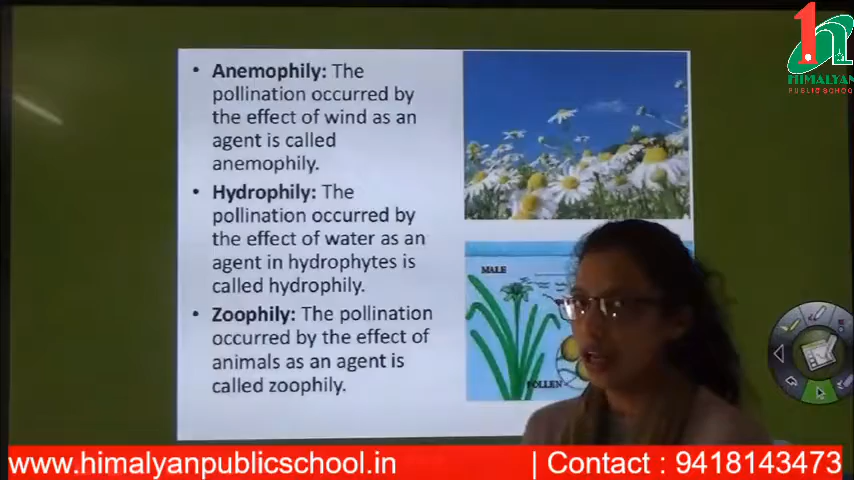 • Anemophily: The
pollination occurred by
the effect of wind as an
agent is called
anemophily.
• Hydrophily: The
pollination occurred by
the effect of water as an
agent in hydrophytes is
called hydrophily.
• Zoophily: The pollination
occurred by the effect of
animals as an agent is
called zoophily.
MALE
POLLEN
1
HIMALYAN
PUBLIC SCHOO
www.himalyanpublicschool.in | Contact : 9418143473